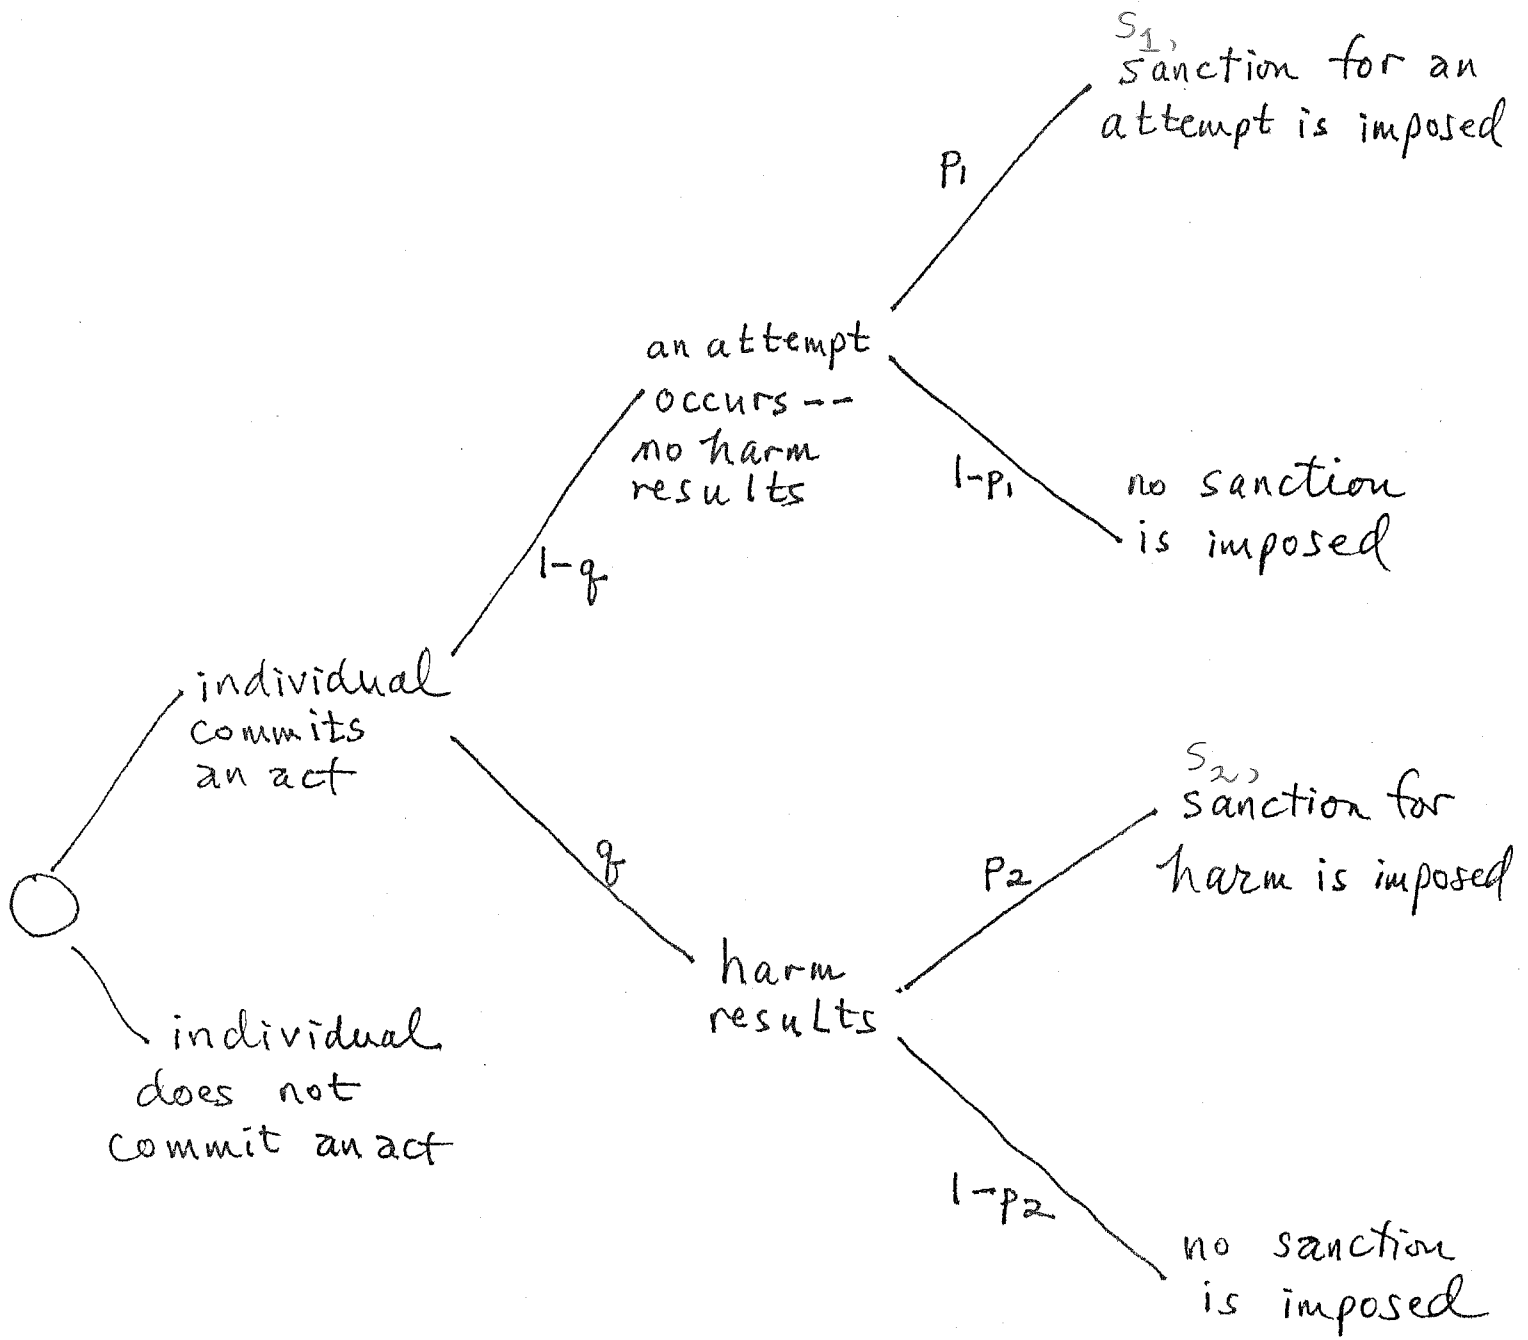 S1,
sanction for an
attempt is imposed
p1
an attempt
occurs --
no harm
results
1-p1
no sanction
is imposed
1-q
individual
commits
an act
q
S2,
sanction for
harm is imposed
p2
harm
results
individual
does not
commit an act
1-p2
no sanction
is imposed